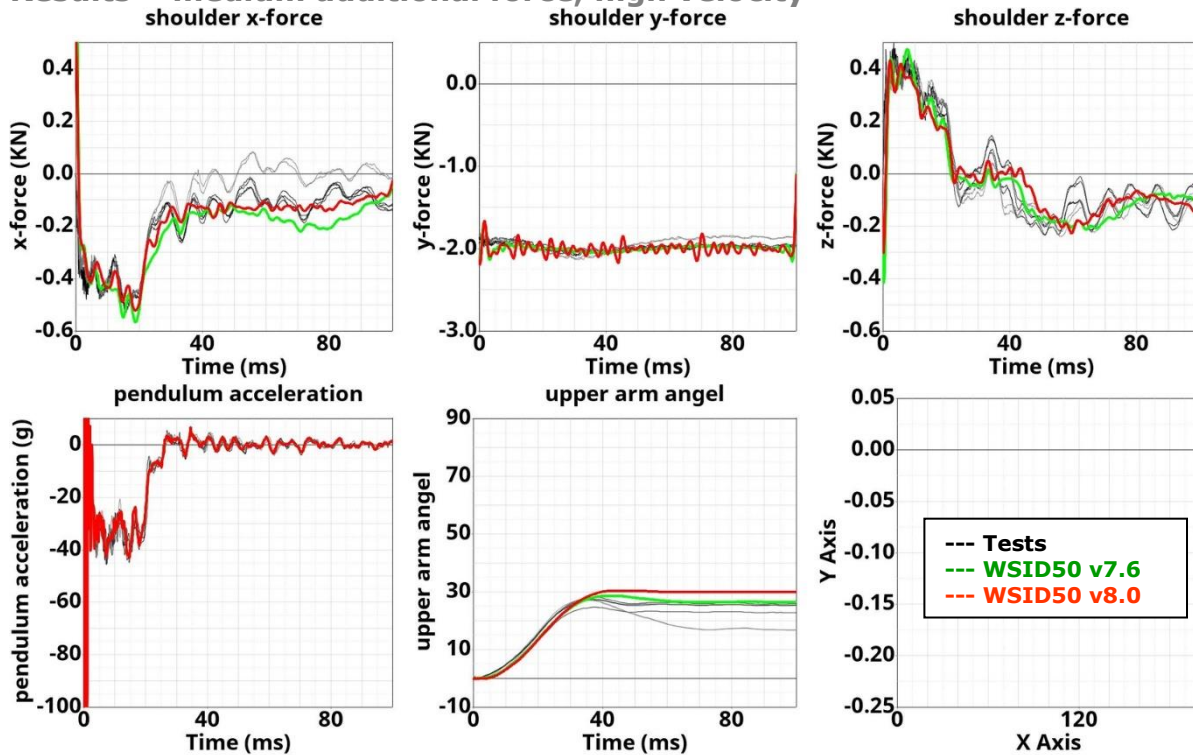 Results – medium additional force, high velocity
shoulder x-force
shoulder y-force
shoulder z-force
x-force (KN)
0.4
0.2
0.0
-0.2
-0.4
-0.6
0
40
80
Time (ms)
y-force (KN)
0.0
-1.0
-2.0
-3.0
0
40
80
Time (ms)
z-force (KN)
0.4
0.2
0.0
-0.2
-0.4
-0.6
0
40
80
Time (ms)
pendulum acceleration
upper arm angel
pendulum acceleration (g)
0
-20
-40
-60
-80
-100
0
40
80
Time (ms)
upper arm angel
90
70
50
30
10
-10
0
40
80
Time (ms)
Y Axis
0.05
0.00
-0.05
-0.10
-0.15
-0.20
-0.25
0
120
X Axis
--- Tests
--- WSID50 v7.6
--- WSID50 v8.0